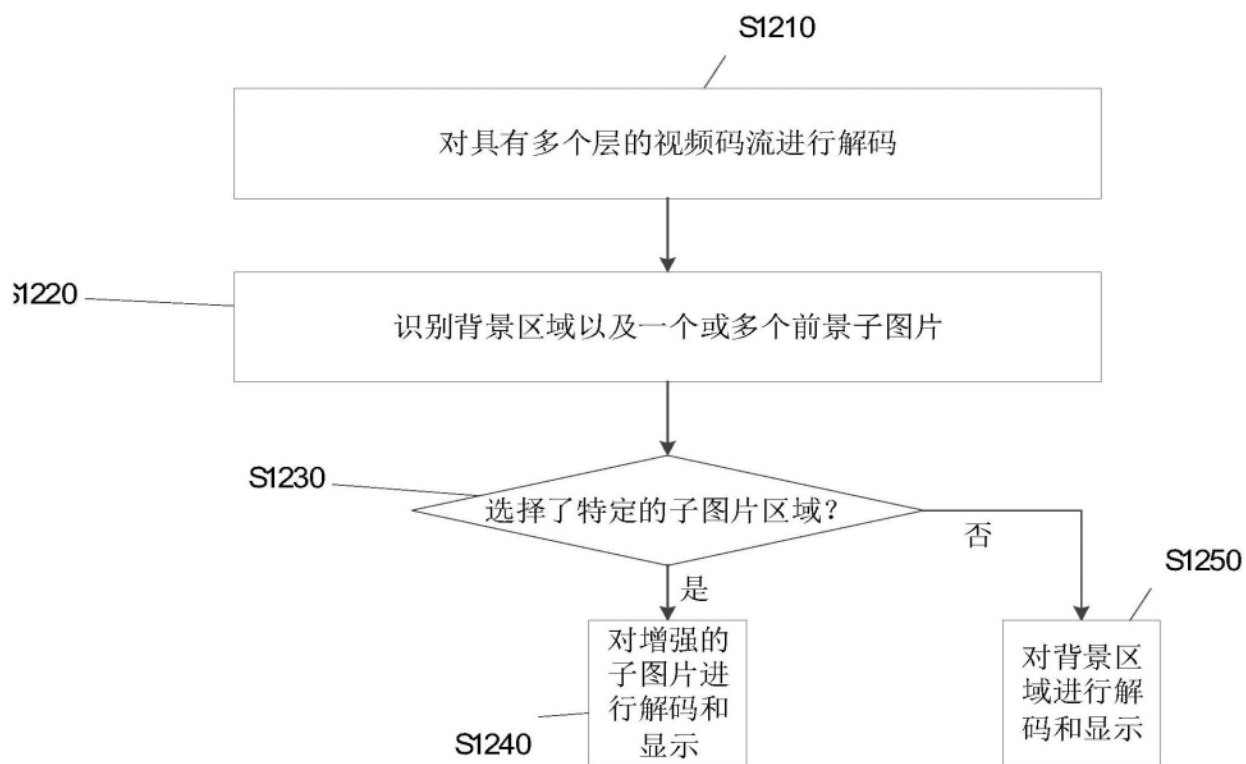 S1210
对具有多个层的视频码流进行解码
S1220
识别背景区域以及一个或多个前景子图片
S1230
选择了特定的子图片区域？
否
是
S1250
对增强的
子图片进
行解码和
显示
对背景区
域进行解
码和显示
S1240